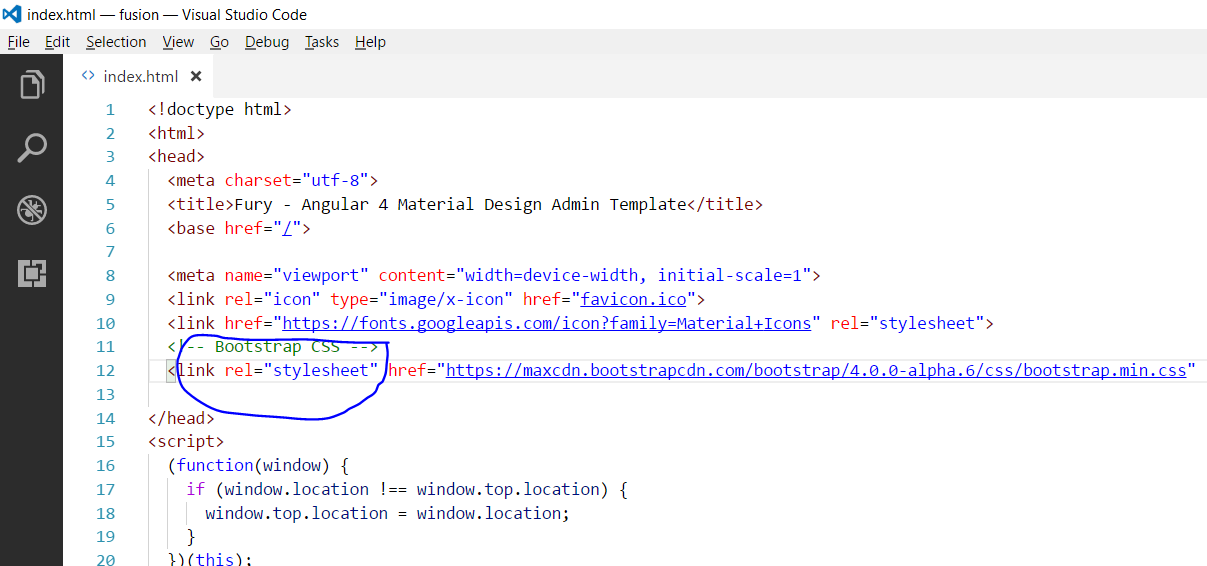 index.html — fusion — Visual Studio Code
File Edit Selection View Go Debug Tasks Help
<> index.html ×
1 <!doctype html>
2 <html>
3 <head>
4 <meta charset="utf-8">
5 <title>Fury - Angular 4 Material Design Admin Template</title>
6 <base href="/">
7
8 <meta name="viewport" content="width=device-width, initial-scale=1">
9 <link rel="icon" type="image/x-icon" href="favicon.ico">
10 <link href="https://fonts.googleapis.com/icon?family=Material+Icons" rel="stylesheet">
11 <!-- Bootstrap CSS -->
12 <link rel="stylesheet" href="https://maxcdn.bootstrapcdn.com/bootstrap/4.0.0-alpha.6/css/bootstrap.min.css"
13
14 </head>
15 <script>
16 (function(window) {
17 if (window.location !== window.top.location) {
18 window.top.location = window.location;
19 }
20 })(this);